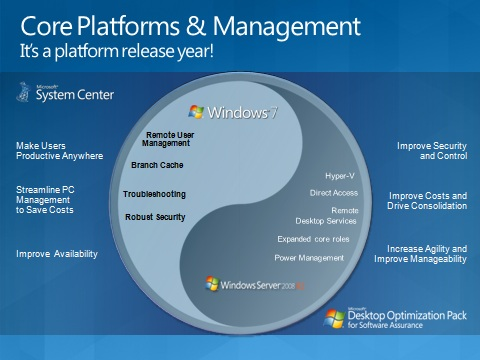 Core Platforms & Management
It's a platform release year!
Microsoft
System Center
Windows 7
Remote User
Management
Branch Cache
Troubleshooting
Robust Security
Make Users
Productive Anywhere
Streamline PC
Management
to Save Costs
Improve Availability
Hyper-V
Direct Access
Remote
Desktop Services
Expanded core roles
Power Management
Windows Server 2008 R2
Improve Security
and Control
Improve Costs and
Drive Consolidation
Increase Agility and
Improve Manageability
Microsoft
Desktop Optimization Pack
for Software Assurance